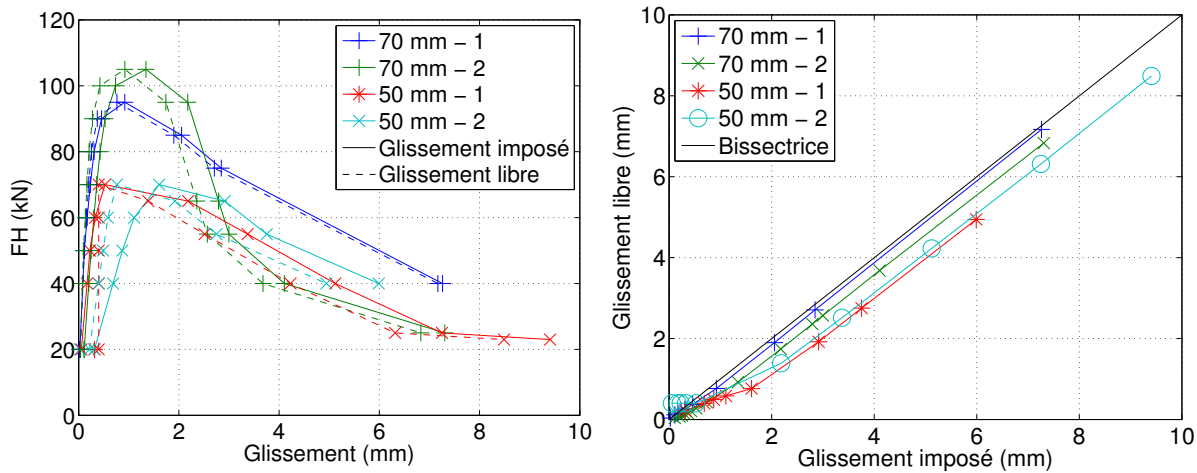 120
100
80
60
40
20
0
FH (kN)
0 2 4 6 8 10
Glissement (mm)
70 mm − 1
70 mm − 2
50 mm − 1
50 mm − 2
Glissement imposé
Glissement libre
10
8
6
4
2
0
Glissement libre (mm)
0 2 4 6 8 10
Glissement imposé (mm)
70 mm − 1
70 mm − 2
50 mm − 1
50 mm − 2
Bissectrice